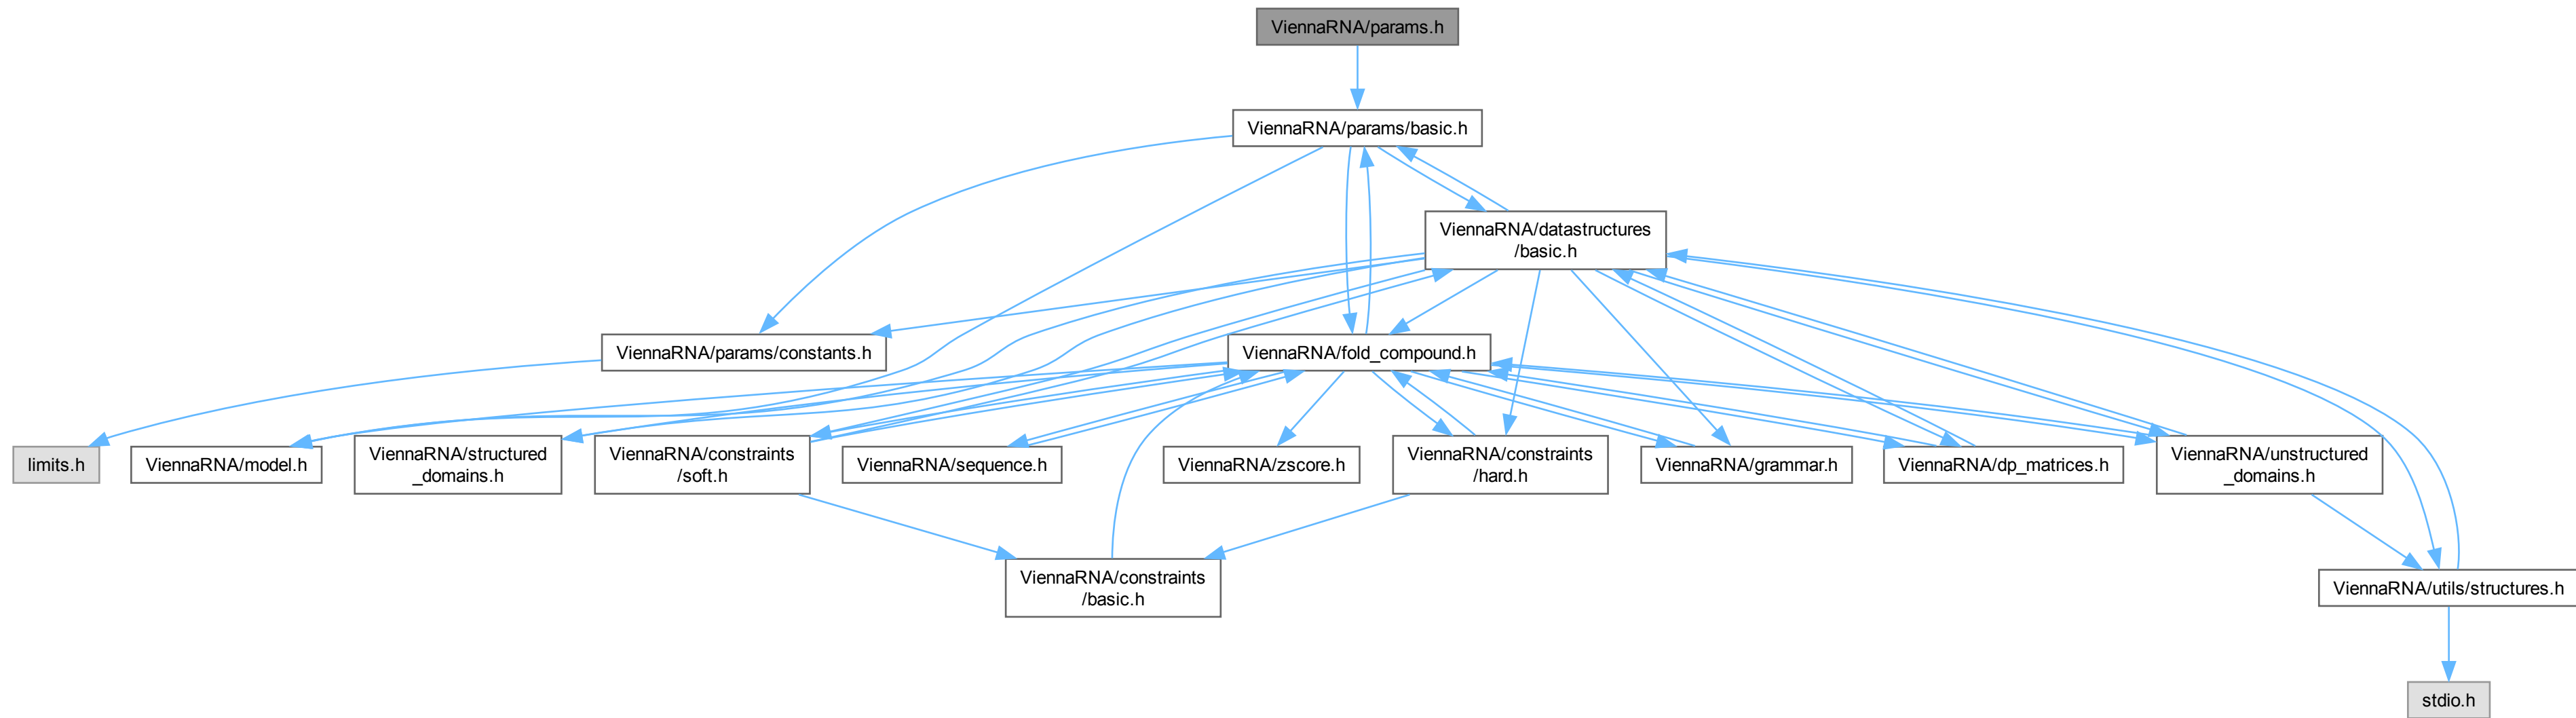 ViennaRNA/params.h
ViennaRNA/params/basic.h
ViennaRNA/datastructures
/basic.h
ViennaRNA/params/constants.h
ViennaRNA/fold_compound.h
limits.h
ViennaRNA/model.h
ViennaRNA/structured
_domains.h
ViennaRNA/constraints
/soft.h
ViennaRNA/sequence.h
ViennaRNA/zscore.h
ViennaRNA/constraints
/hard.h
ViennaRNA/grammar.h
ViennaRNA/dp_matrices.h
ViennaRNA/unstructured
_domains.h
ViennaRNA/constraints
/basic.h
ViennaRNA/utils/structures.h
stdio.h